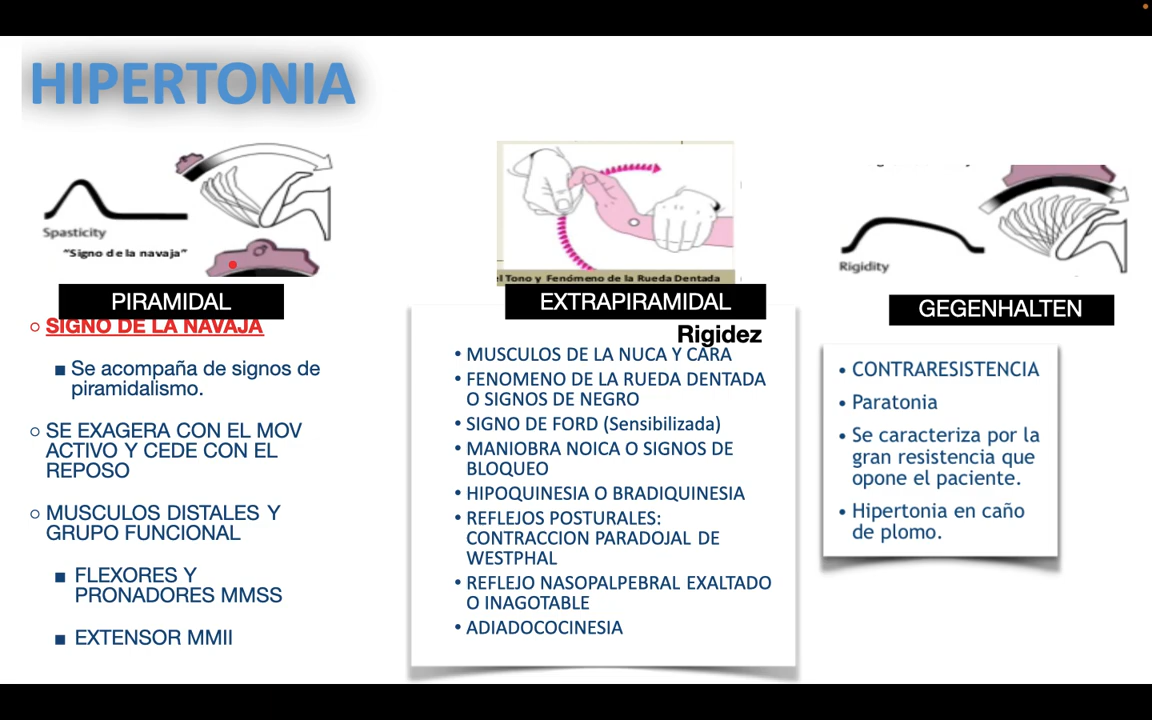 HIPERTONIA
Spasticity
"Signo de la navaja"
PIRAMIDAL
SIGNO DE LA NAVAJA
Se acompaña de signos de
piramidalismo.
SE EXAGERA CON EL MOV
ACTIVO Y CEDE CON EL
REPOSO
MUSCULOS DISTALES Y
GRUPO FUNCIONAL
FLEXORES Y
PRONADORES MMSS
EXTENSOR MMII
el Tono y Fenómeno de la Rueda Dentada
EXTRAPIRAMIDAL
Rigidez
• MUSCULOS DE LA NUCA Y CARA
• FENOMENO DE LA RUEDA DENTADA
O SIGNOS DE NEGRO
• SIGNO DE FORD (Sensibilizada)
• MANIOBRA NOICA O SIGNOS DE
BLOQUEO
• HIPOQUINESIA O BRADIQUINESIA
• REFLEJOS POSTURALES:
CONTRACCION PARADOJAL DE
WESTPHAL
• REFLEJO NASOPALPEBRAL EXALTADO
O INAGOTABLE
• ADIADOCOCINESIA
Rigidity
GEGENHALTEN
• CONTRARESISTENCIA
• Paratonia
• Se caracteriza por la
gran resistencia que
opone el paciente.
• Hipertonia en caño
de plomo.